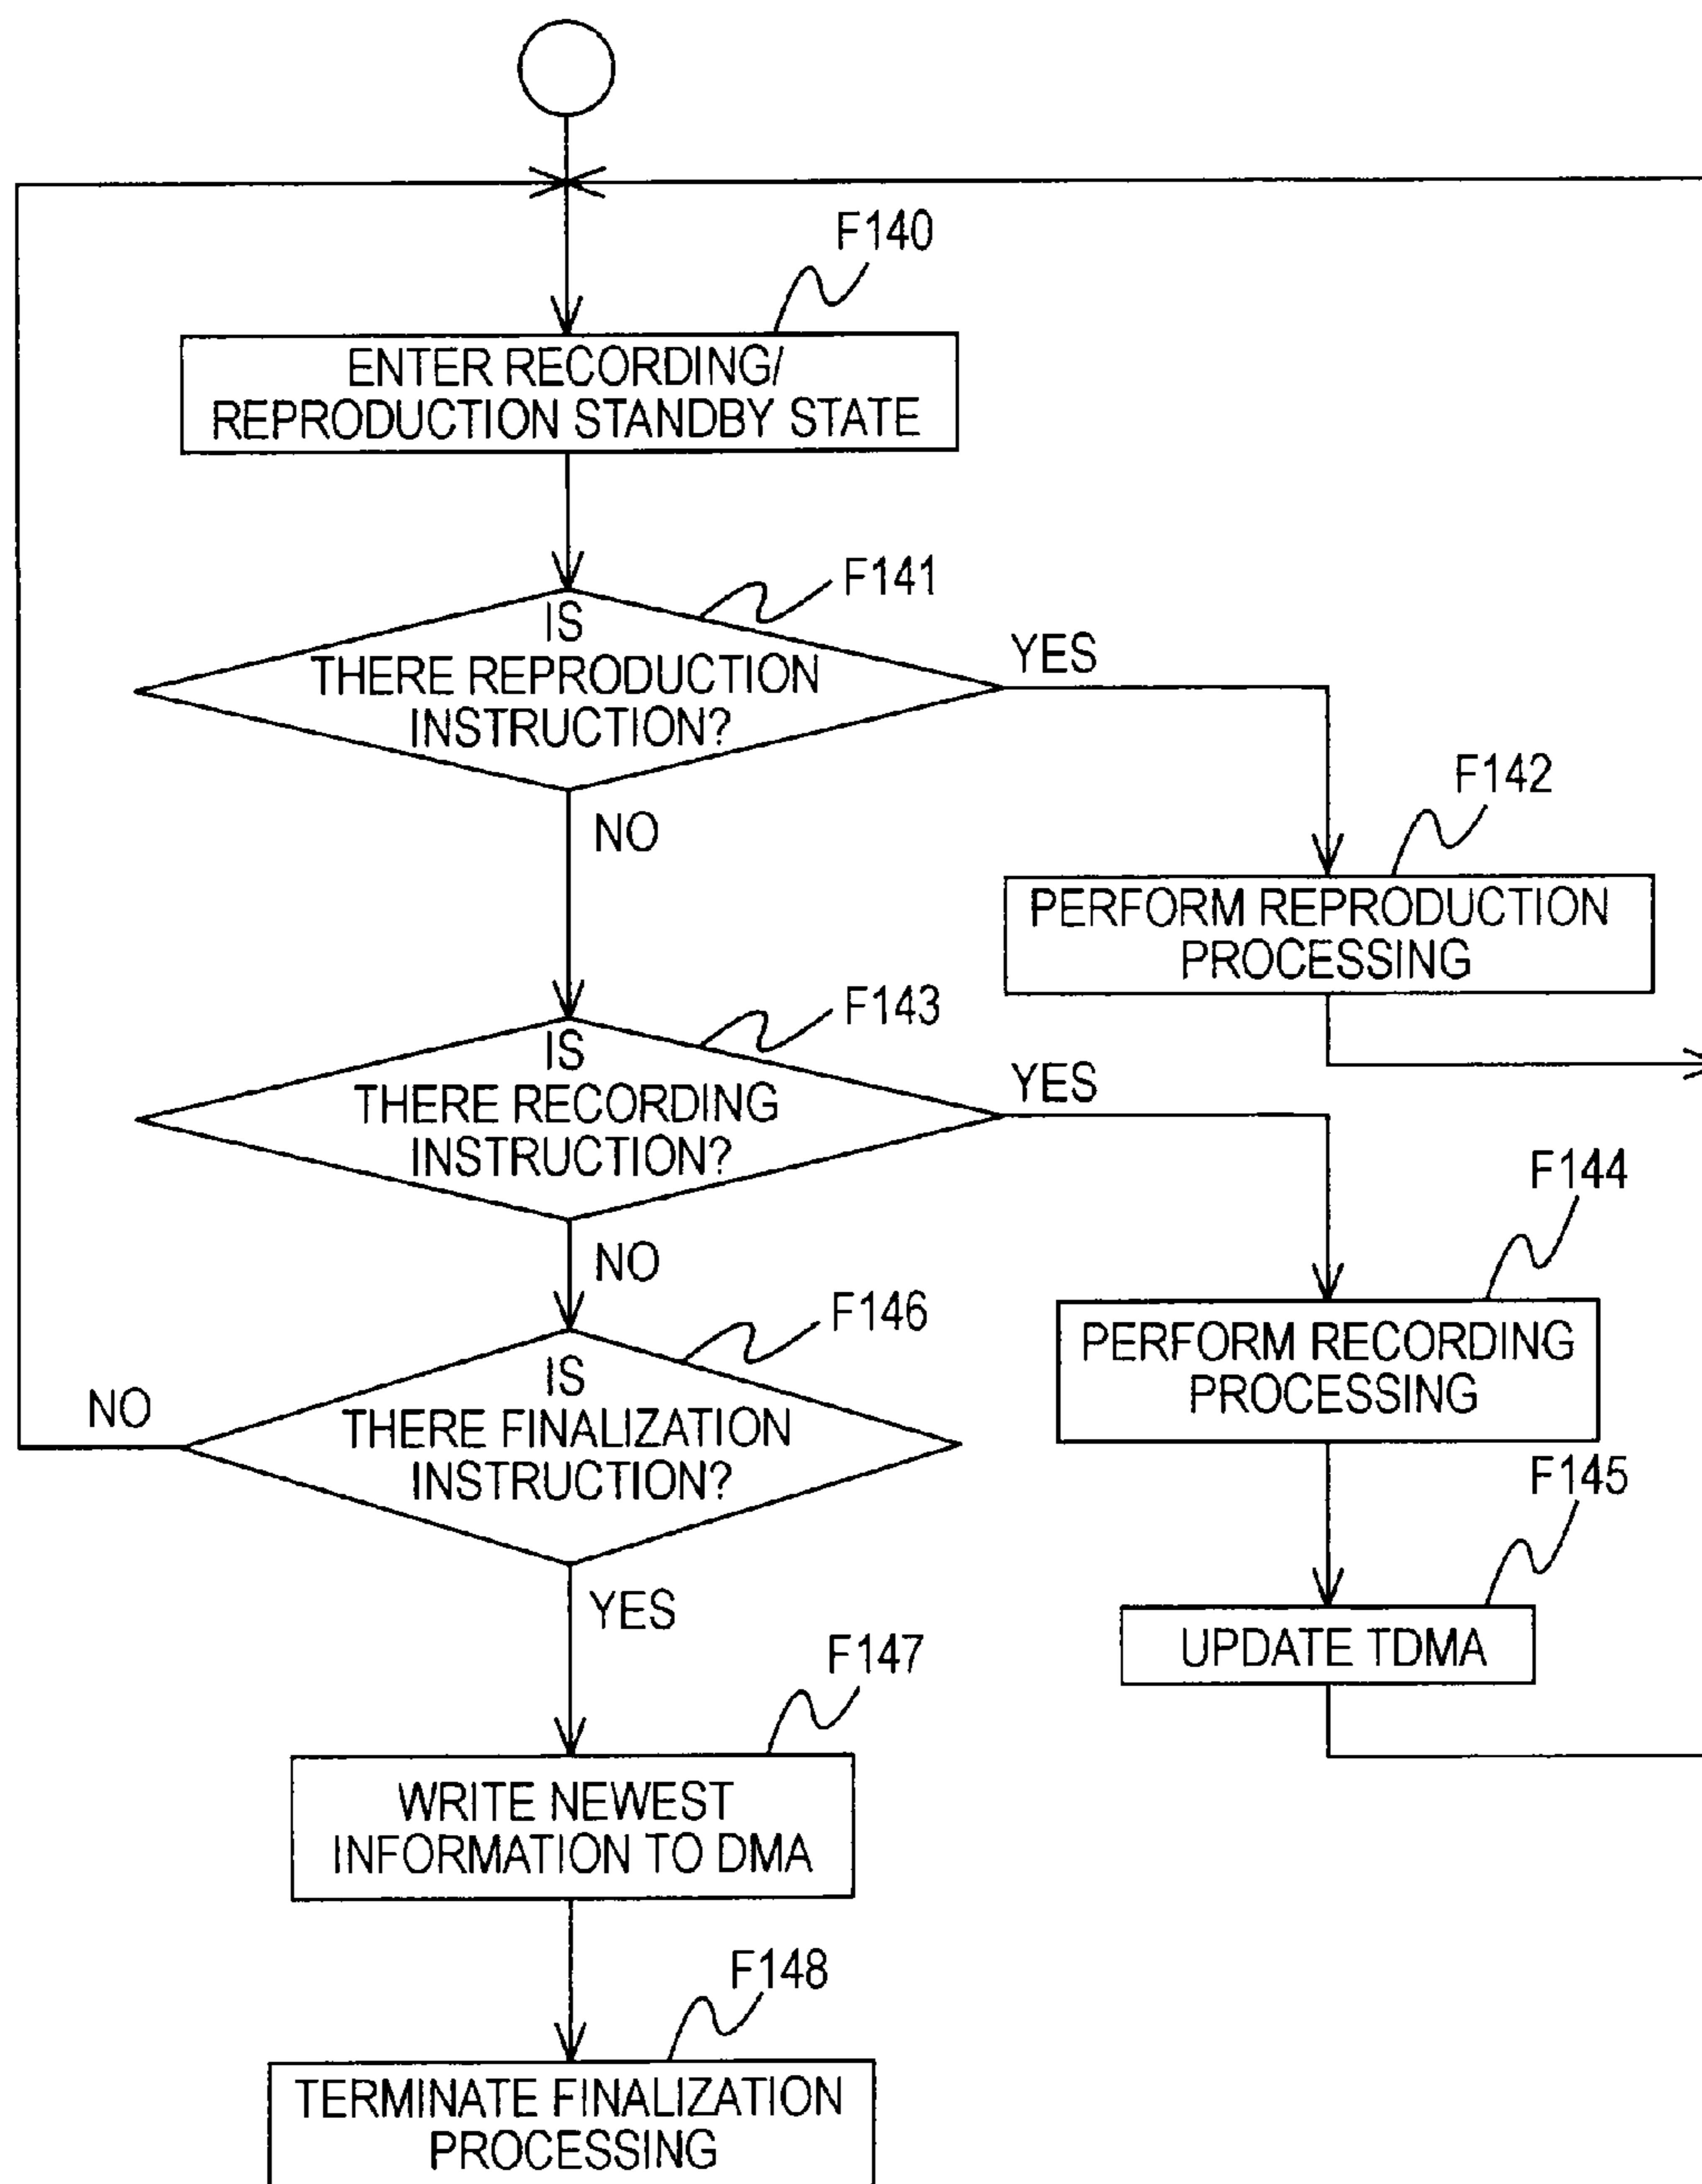 F140
ENTER RECORDING/
REPRODUCTION STANDBY STATE
F141
IS
THERE REPRODUCTION
INSTRUCTION?
YES
NO
F142
PERFORM REPRODUCTION
PROCESSING
F143
IS
THERE RECORDING
INSTRUCTION?
YES
NO
F144
PERFORM RECORDING
PROCESSING
F145
UPDATE TDMA
F146
IS
THERE FINALIZATION
INSTRUCTION?
NO
YES
F147
WRITE NEWEST
INFORMATION TO DMA
F148
TERMINATE FINALIZATION
PROCESSING